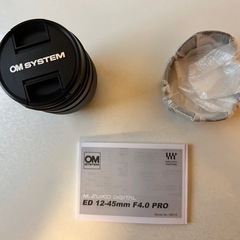 OM SYSTEM
OM
M.ZUIKO DIGITAL
ED 12-45mm F4.0 PRO